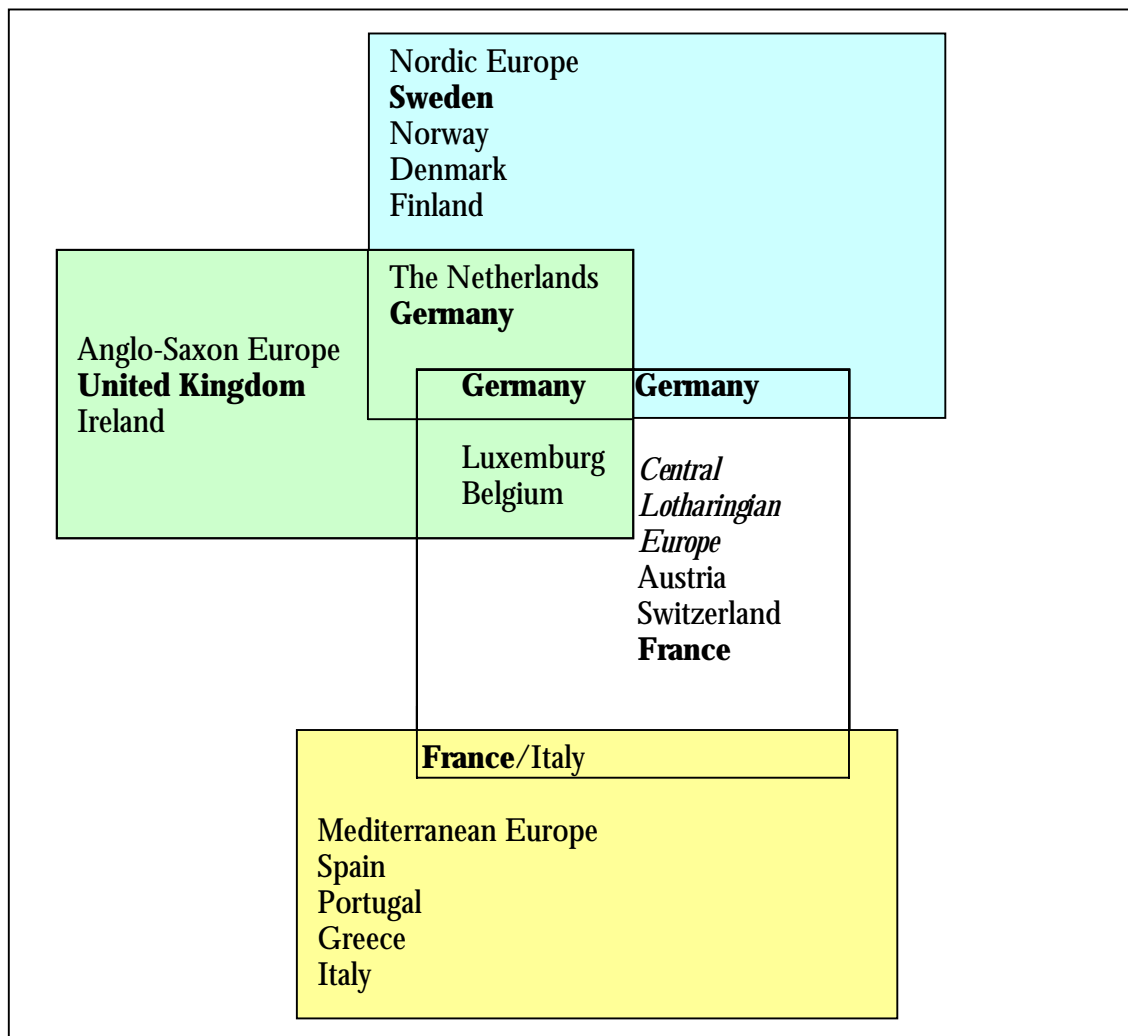 Nordic Europe
Sweden
Norway
Denmark
Finland
The Netherlands
Germany
Anglo-Saxon Europe
United Kingdom
Ireland
Germany
Germany
Luxemburg
Belgium
Central
Lotharingian
Europe
Austria
Switzerland
France
France/Italy
Mediterranean Europe
Spain
Portugal
Greece
Italy